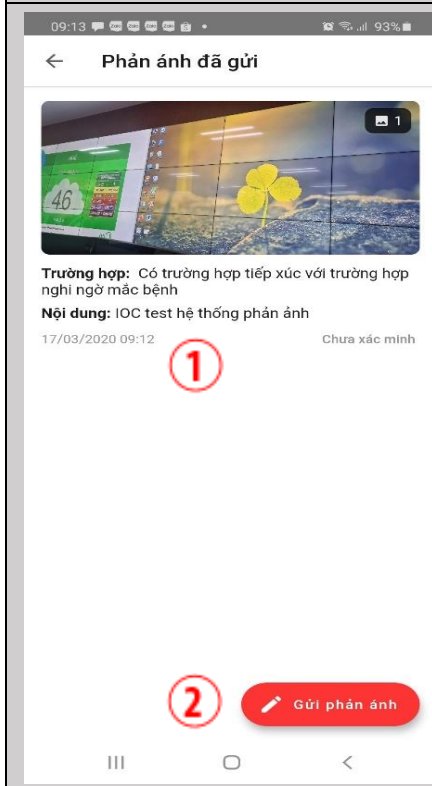 09:13
93%
Phản ánh đã gửi
1
46
Trường hợp: Có trường hợp tiếp xúc với trường hợp
nghi ngờ mắc bệnh
Nội dung: IOC test hệ thống phản ảnh
17/03/2020 09:12 Chưa xác minh
1
2 Gửi phản ánh